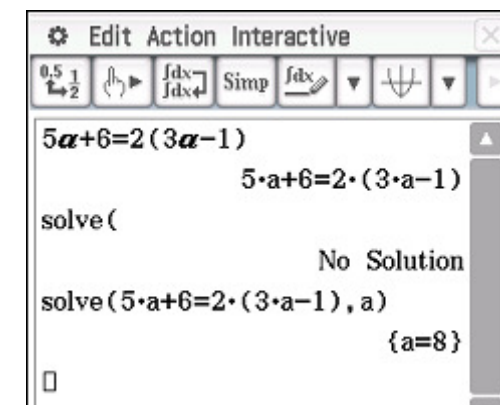 Edit Action Interactive
0.5 1 2 ∫dx ∫dx Simp ∫dx
5𝒂+6=2(3𝒂−1)
5·a+6=2·(3·a−1)
solve(
No Solution
solve(5·a+6=2·(3·a−1),a)
{a=8}